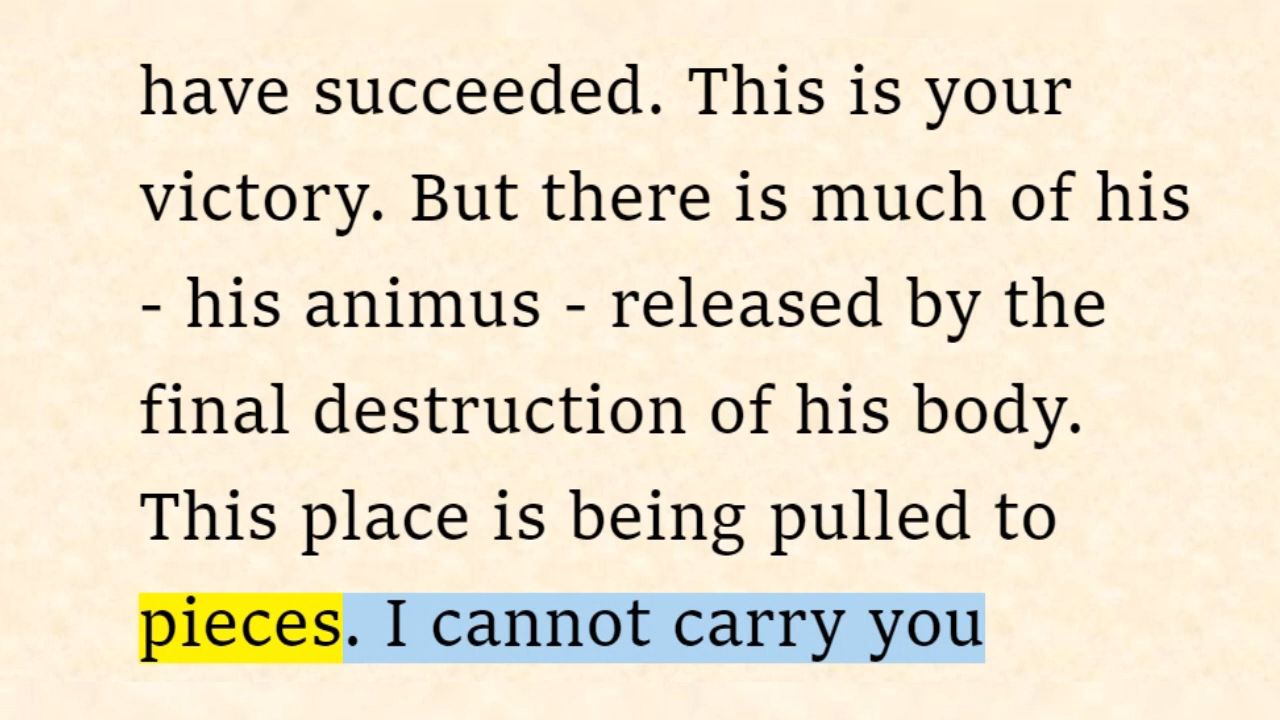 have succeeded. This is your
victory. But there is much of his
- his animus - released by the
final destruction of his body.
This place is being pulled to
pieces. I cannot carry you